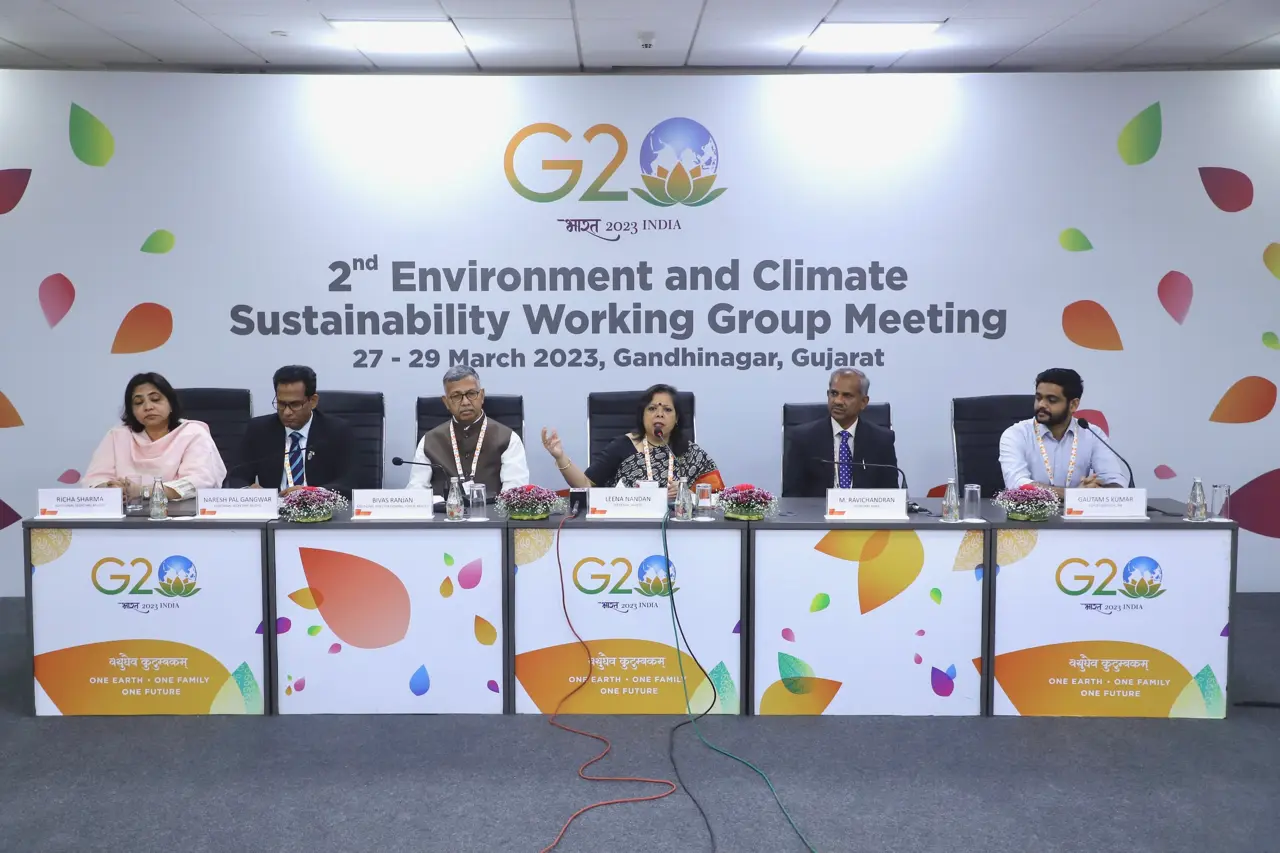 G20
भारत 2023 INDIA
2nd Environment and Climate
Sustainability Working Group Meeting
27 - 29 March 2023, Gandhinagar, Gujarat
RICHA SHARMA
NARESH PAL GANGWAR
BIVAS RANJAN
LEENA NANDAN
M. RAVICHANDRAN
GAUTAM S KUMAR
G20
भारत 2023 INDIA
वसुधैव कुटुम्बकम्
ONE EARTH • ONE FAMILY
ONE FUTURE
G20
भारत 2023 INDIA
वसुधैव कुटुम्बकम्
ONE EARTH • ONE FAMILY
ONE FUTURE
G20
भारत 2023 INDIA
वसुधैव कुटुम्बकम्
ONE EARTH • ONE FAMILY
ONE FUTURE